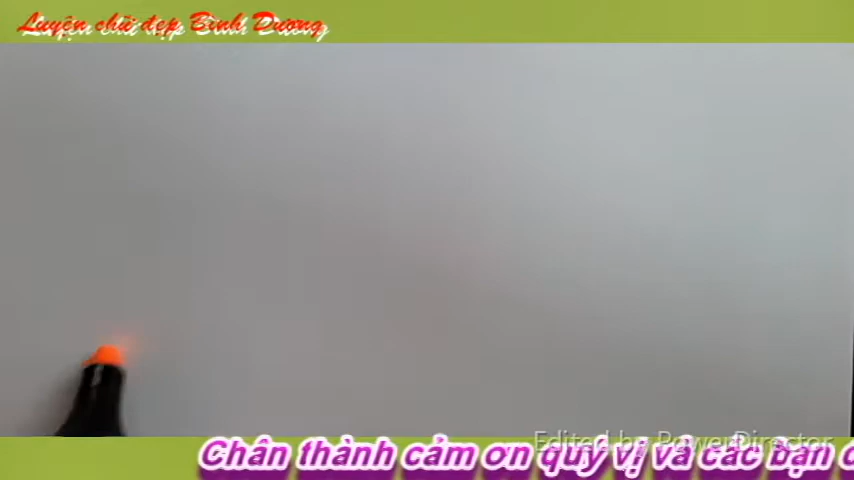 Luyện chữ đẹp Bình Dương
Edited by PowerDirector
Chân thành cảm ơn quý vị và các bạn